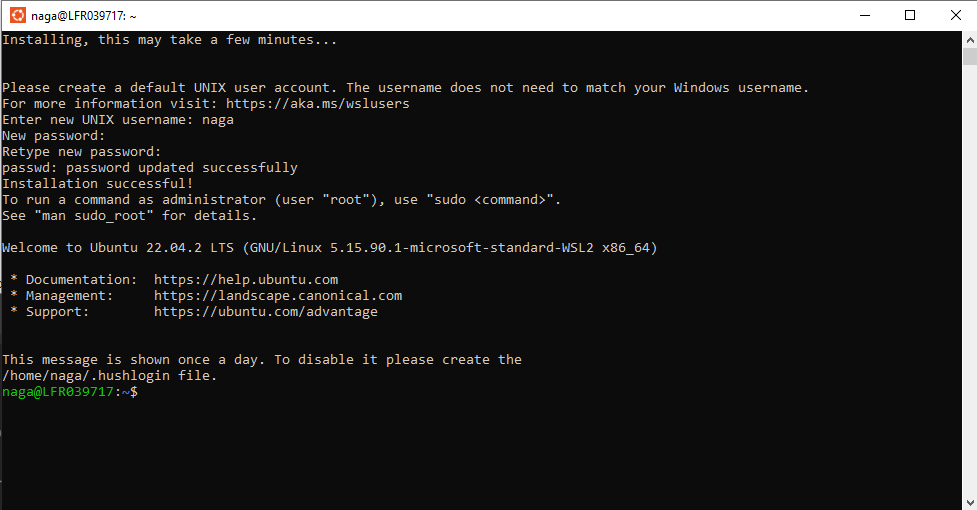 naga@LFR039717: ~
Installing, this may take a few minutes...
Please create a default UNIX user account. The username does not need to match your Windows username.
For more information visit: https://aka.ms/wslusers
Enter new UNIX username: naga
New password:
Retype new password:
passwd: password updated successfully
Installation successful!
To run a command as administrator (user "root"), use "sudo <command>".
See "man sudo_root" for details.
Welcome to Ubuntu 22.04.2 LTS (GNU/Linux 5.15.90.1-microsoft-standard-WSL2 x86_64)
* Documentation:  https://help.ubuntu.com
* Management:     https://landscape.canonical.com
* Support:        https://ubuntu.com/advantage
This message is shown once a day. To disable it please create the
/home/naga/.hushlogin file.
naga@LFR039717:~$